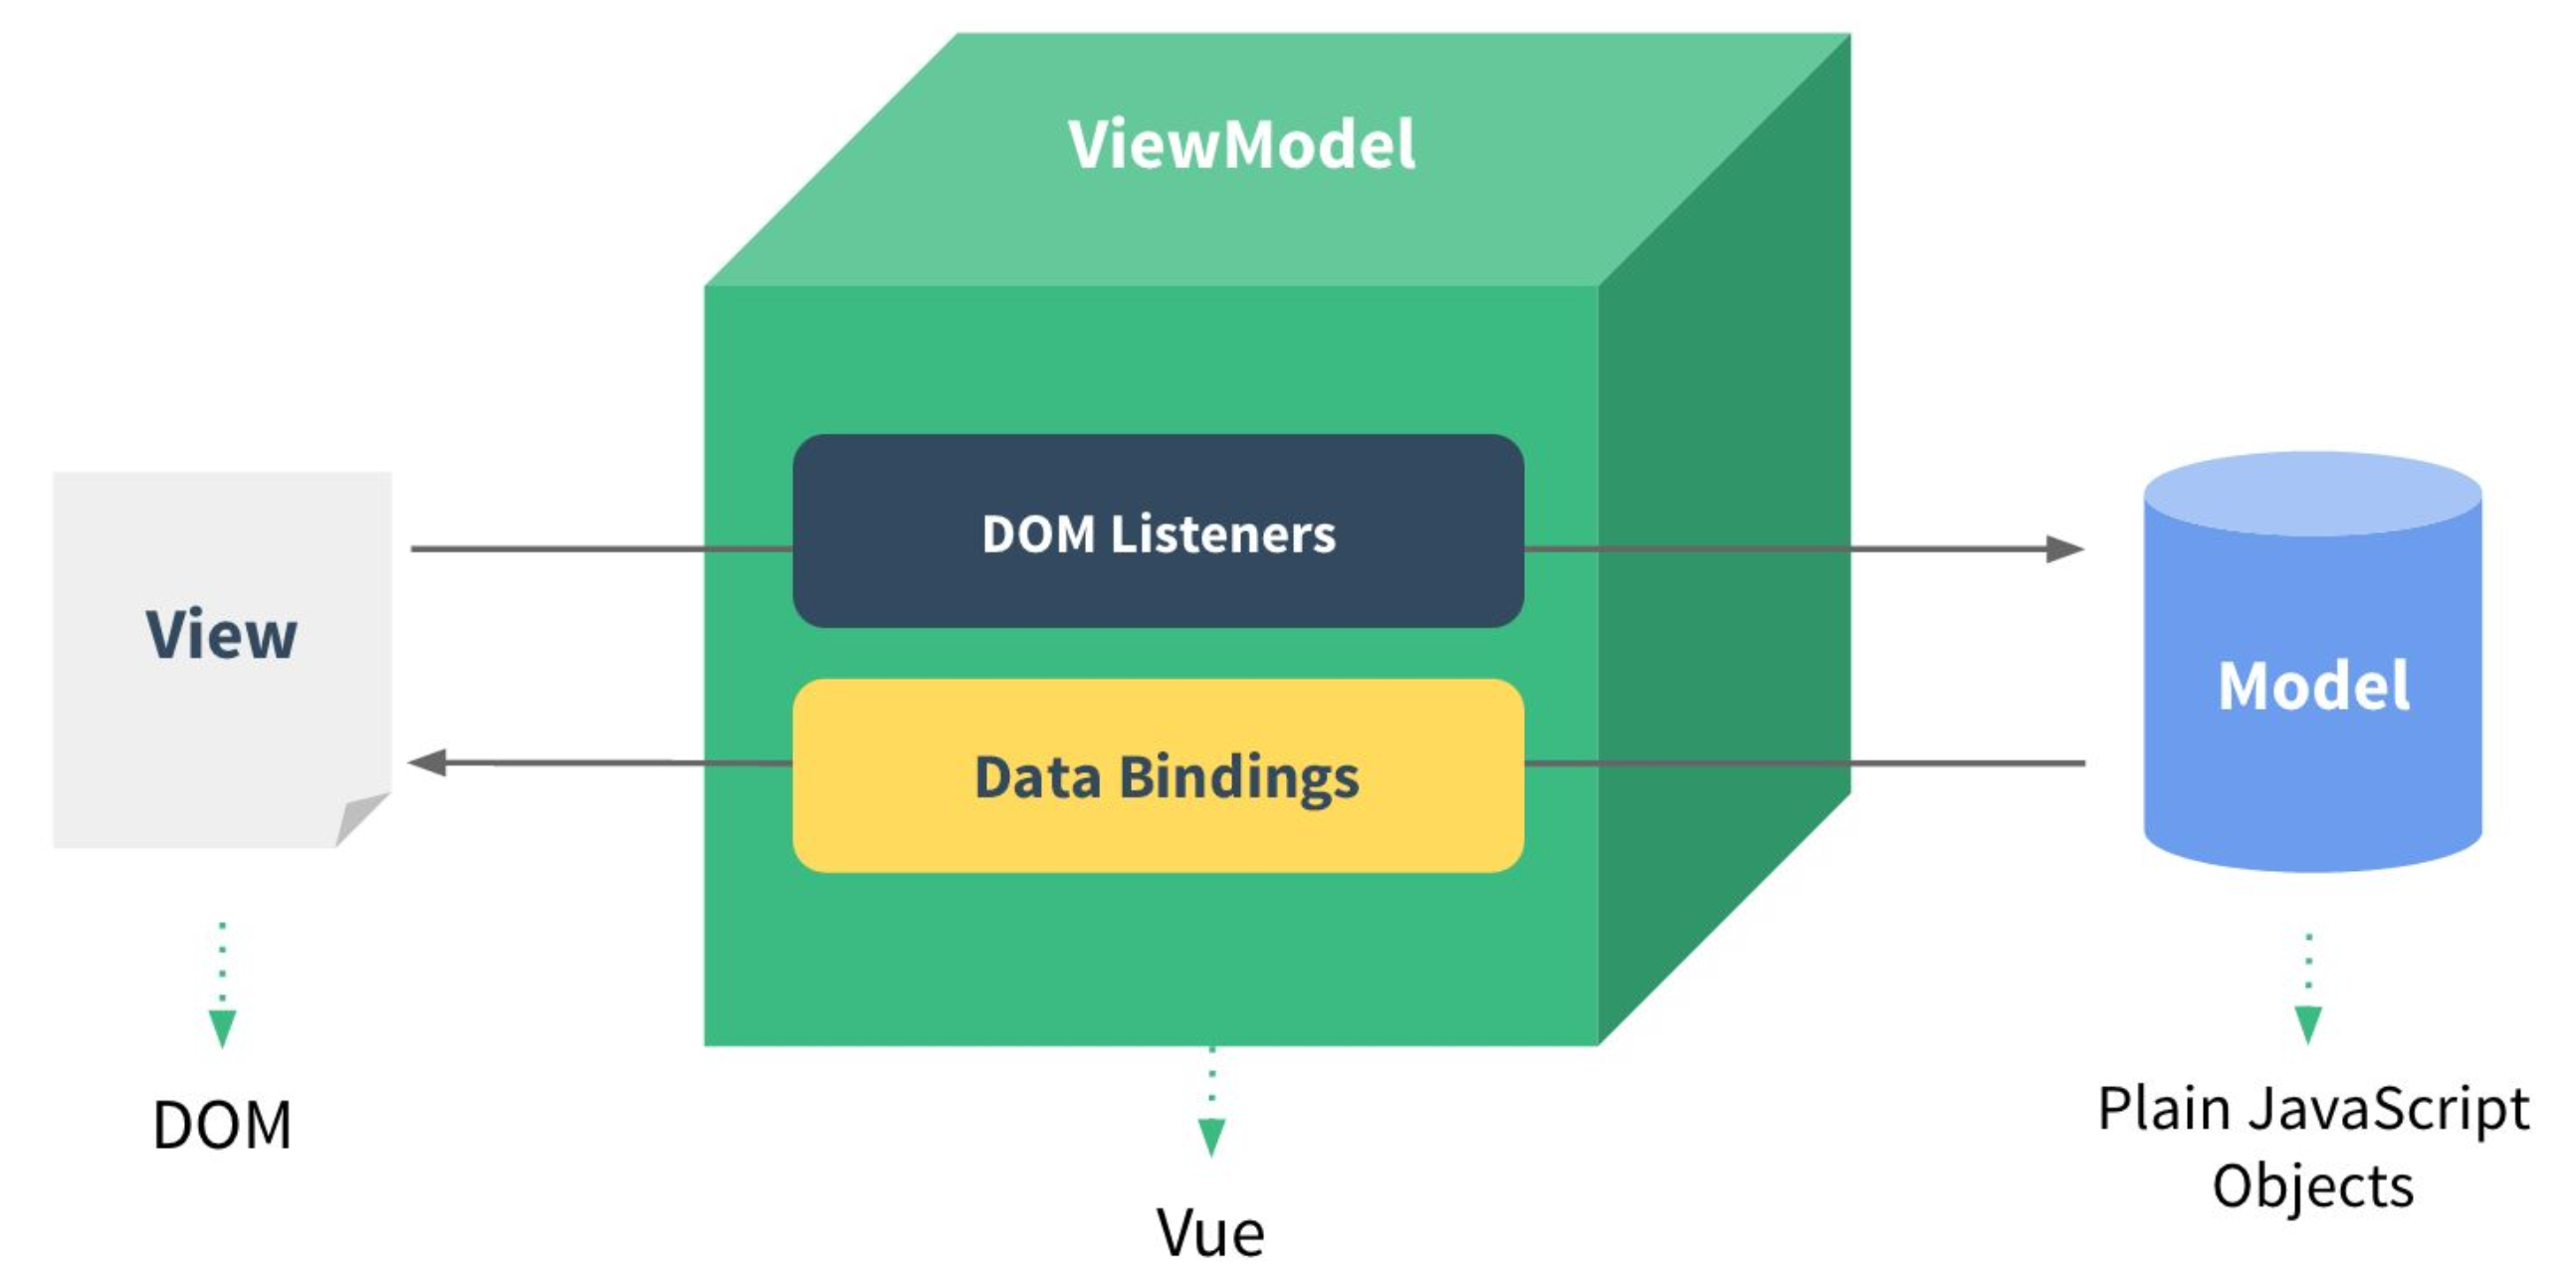 ViewModel
DOM Listeners
View
Data Bindings
Model
DOM
Vue
Plain JavaScript
Objects